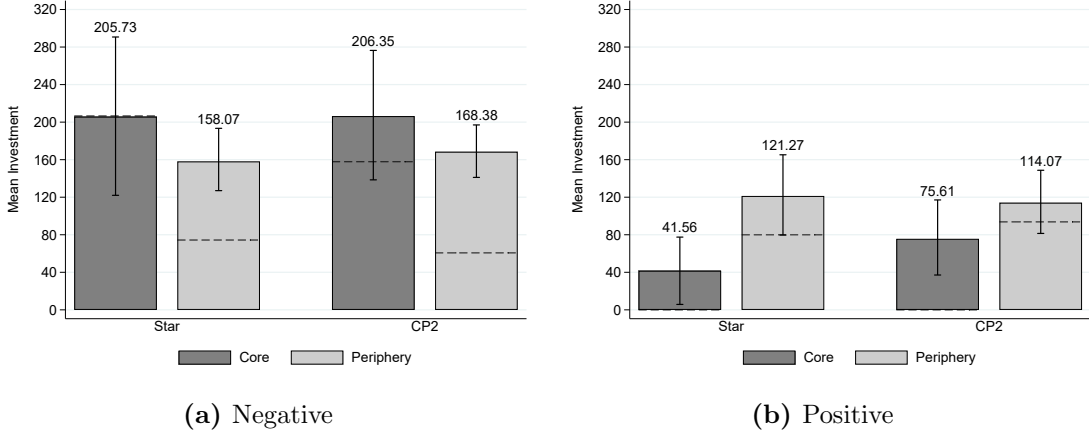 320
280
240
200
160
120
80
40
0
Mean Investment
205.73
158.07
206.35
168.38
Star
CP2
Core
Periphery
(a) Negative
320
280
240
200
160
120
80
40
0
Mean Investment
41.56
121.27
75.61
114.07
Star
CP2
Core
Periphery
(b) Positive